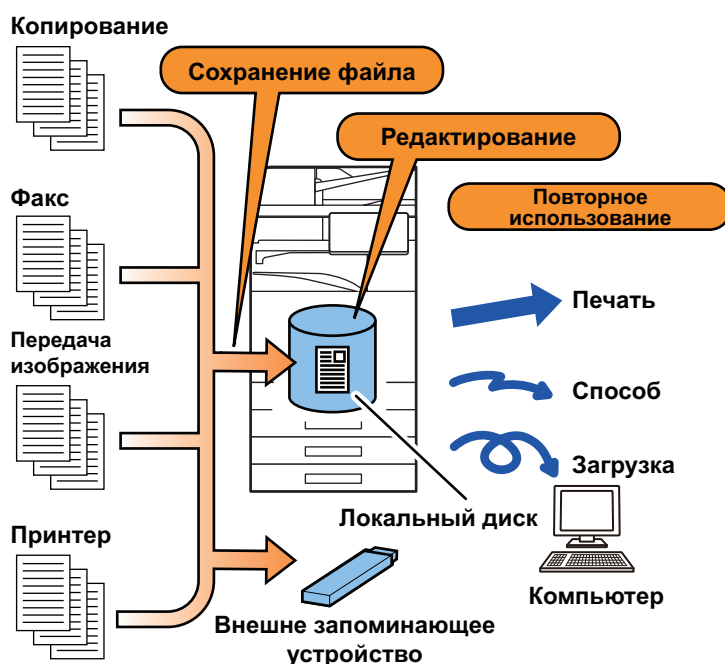 Копирование
Сохранение файла
Редактирование
Факс
Повторное
использование
Печать
Передача
изображения
Способ
Загрузка
Локальный диск
Принтер
Компьютер
Внешне запоминающее
устройство